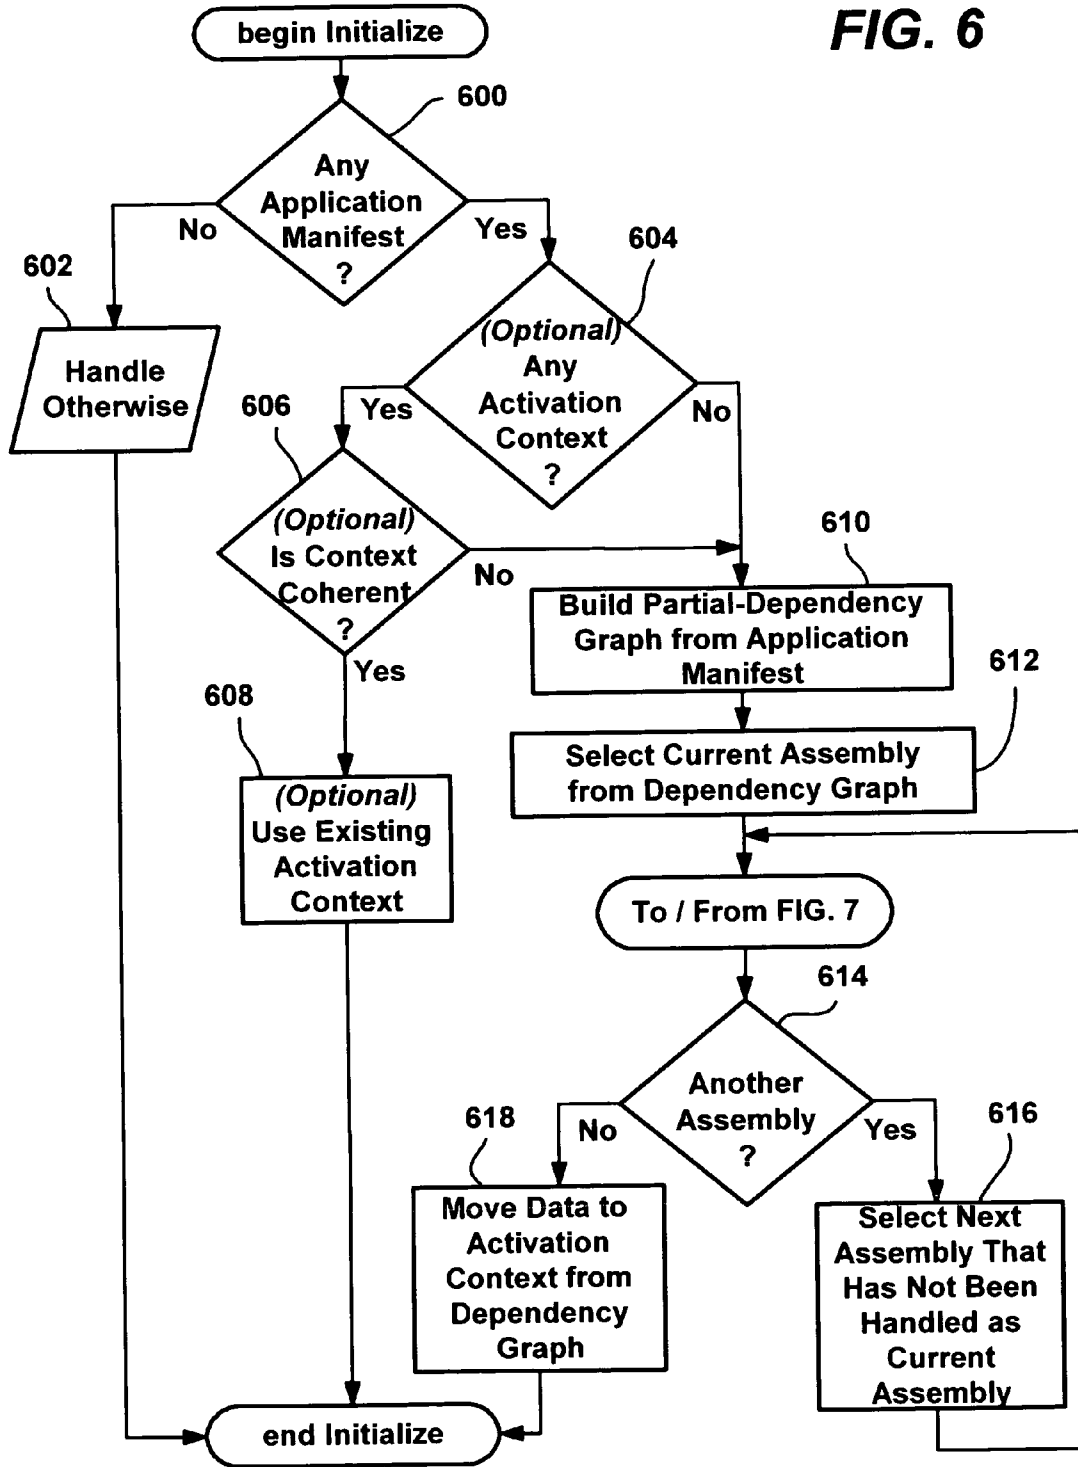 FIG. 6
begin Initialize
600
Any
Application
Manifest
?
No
Yes
602
604
Handle
Otherwise
(Optional)
Any
Activation
Context
?
Yes
No
606
(Optional)
Is Context
Coherent
?
No
Yes
610
Build Partial-Dependency
Graph from Application
Manifest
612
608
Select Current Assembly
from Dependency Graph
(Optional)
Use Existing
Activation
Context
To / From FIG. 7
614
Another
Assembly
?
No
Yes
618
616
Move Data to
Activation
Context from
Dependency
Graph
Select Next
Assembly That
Has Not Been
Handled as
Current
Assembly
end Initialize